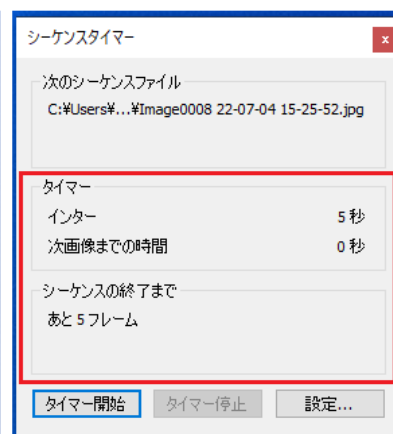 シーケンスタイマー
次のシーケンスファイル
C:¥Users¥...¥Image0008 22-07-04 15-25-52.jpg
タイマー
インター 5 秒
次画像までの時間 0 秒
シーケンスの終了まで
あと 5 フレーム
タイマー開始 タイマー停止 設定...